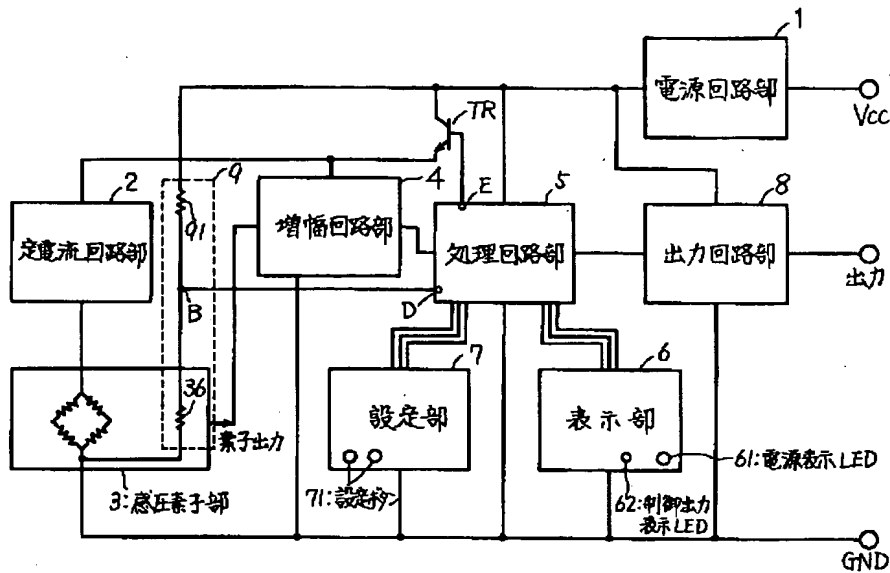 1
電源回路部
Vcc
TR
9
2
4
E
5
8
91
定電流回路部
増幅回路部
処理回路部
出力回路部
出力
B
D
7
6
36
設定部
表示部
素子出力
61:電源表示LED
3:感圧素子部
71:設定ボタン
62:制御出力
表示LED
GND